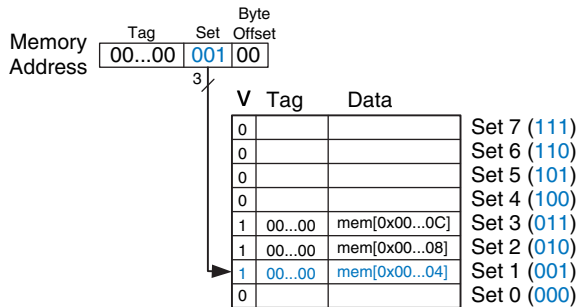 Byte
Tag Set Offset
Memory Address 00...00 001 00
3
V Tag Data
0 Set 7 (111)
0 Set 6 (110)
0 Set 5 (101)
0 Set 4 (100)
1 00...00 mem[0x00...0C] Set 3 (011)
1 00...00 mem[0x00...08] Set 2 (010)
1 00...00 mem[0x00...04] Set 1 (001)
0 Set 0 (000)